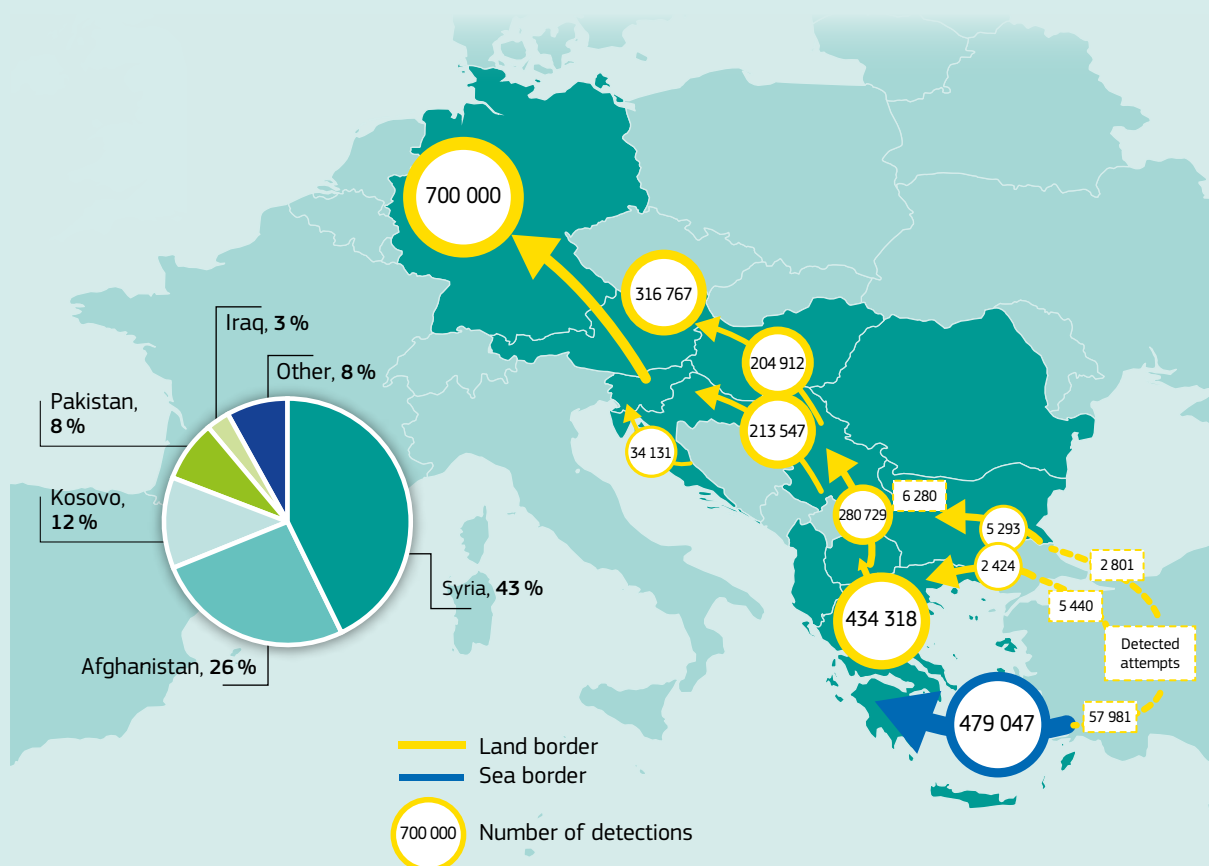 700 000
316 767
Iraq, 3 %
Other, 8 %
204 912
Pakistan,
8 %
213 547
34 131
Kosovo,
12 %
6 280
280 729
5 293
2 424
2 801
Syria, 43 %
5 440
434 318
Detected
attempts
Afghanistan, 26 %
57 981
479 047
Land border
Sea border
700 000
Number of detections